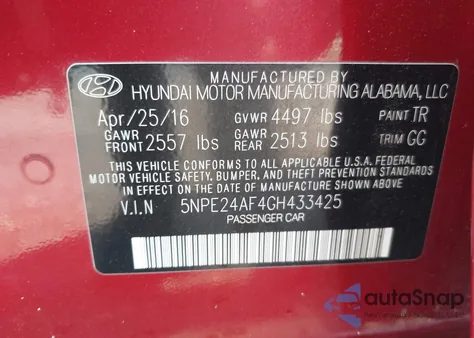 MANUFACTURED BY
HYUNDAI MOTOR MANUFACTURING ALABAMA, LLC
Apr/25/16 GVWR 4497 lbs PAINT TR
GAWR FRONT 2557 lbs GAWR REAR 2513 lbs TRIM GG
THIS VEHICLE CONFORMS TO ALL APPLICABLE U.S.A. FEDERAL
MOTOR VEHICLE SAFETY, BUMPER, AND THEFT PREVENTION STANDARDS
IN EFFECT ON THE DATE OF MANUFACTURE SHOWN ABOVE.
V.I.N 5NPE24AF4GH433425
PASSENGER CAR
autoSnap